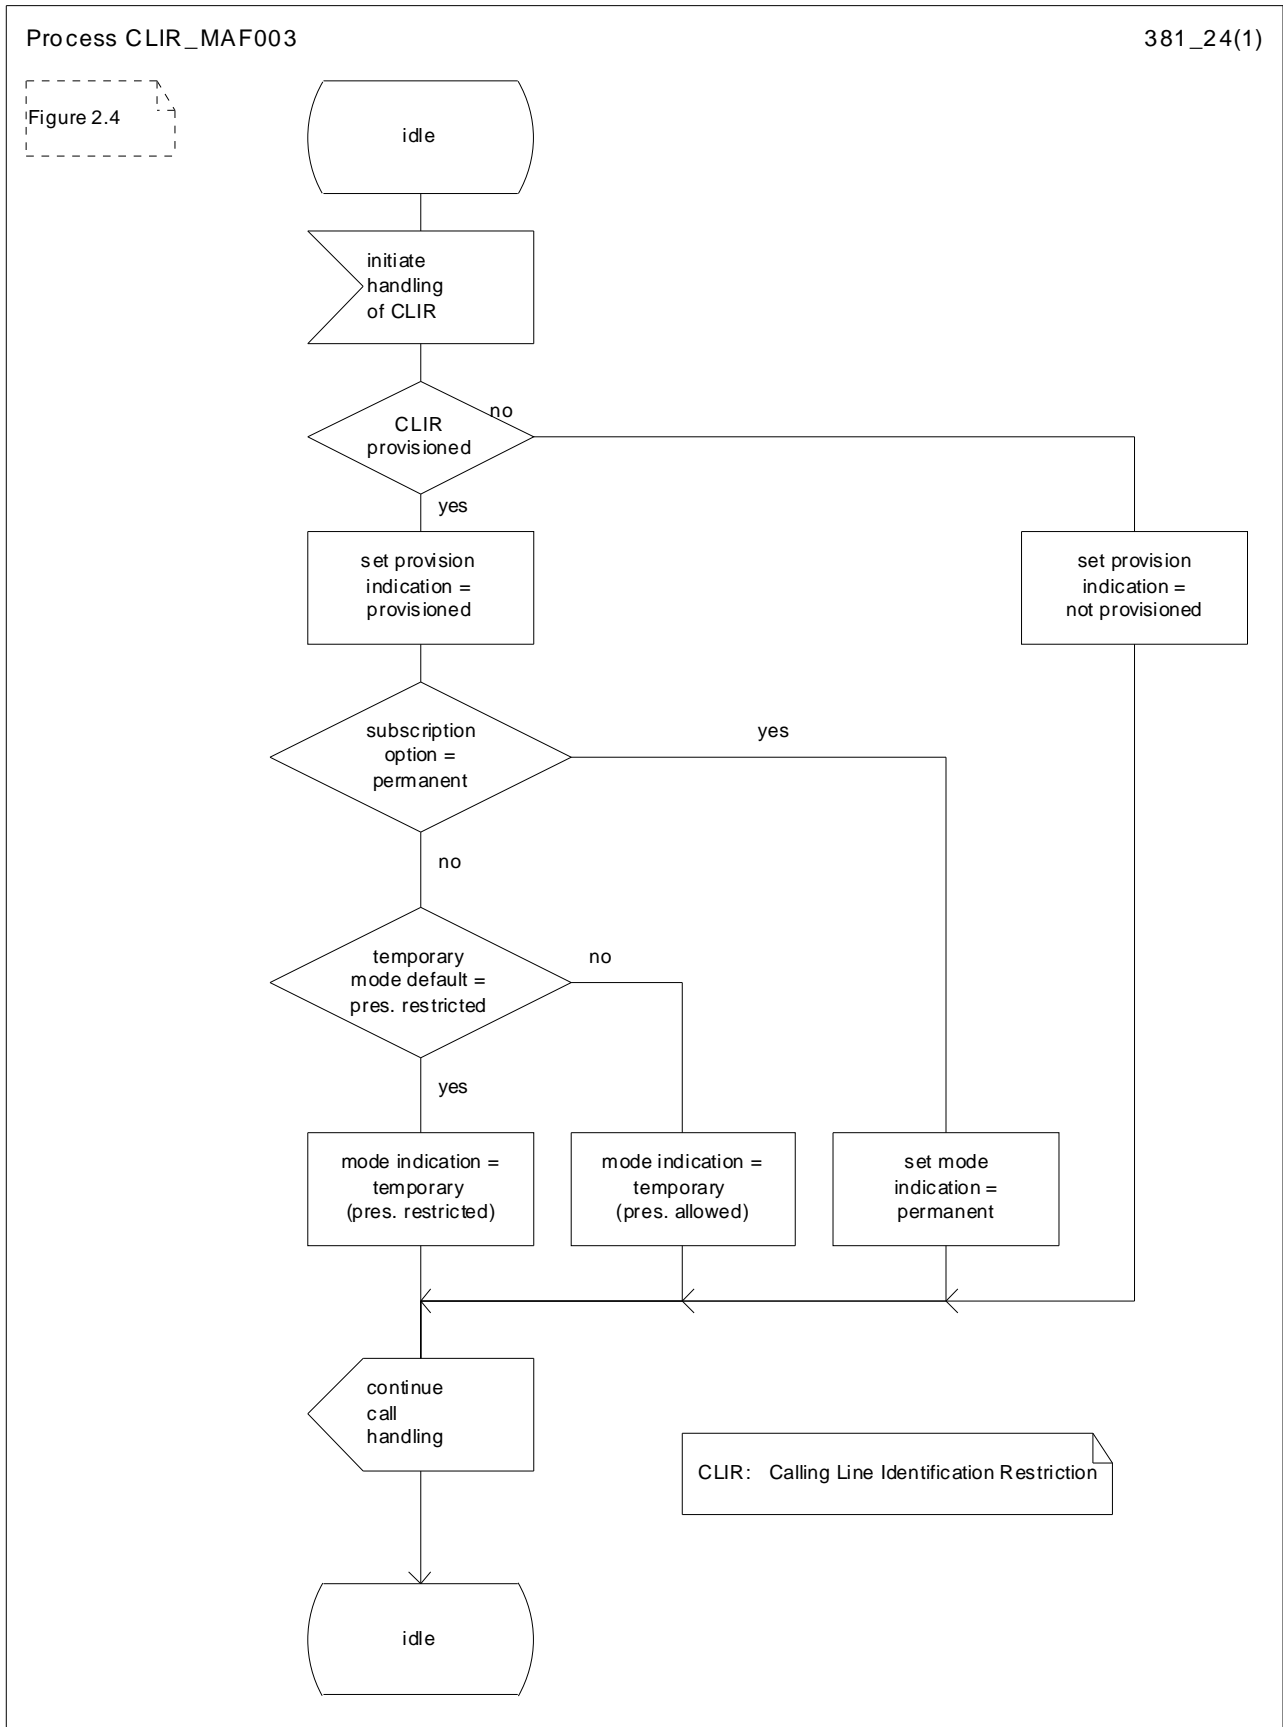 Process CLIR_MAF003
381_24(1)
Figure 2.4
idle
initiate
handling
of CLIR
CLIR
provisioned
no
yes
set provision
indication =
provisioned
set provision
indication =
not provisioned
subscription
option =
permanent
yes
no
temporary
mode default =
pres. restricted
no
yes
mode indication =
temporary
(pres. restricted)
mode indication =
temporary
(pres. allowed)
set mode
indication =
permanent
continue
call
handling
CLIR: Calling Line Identification Restriction
idle